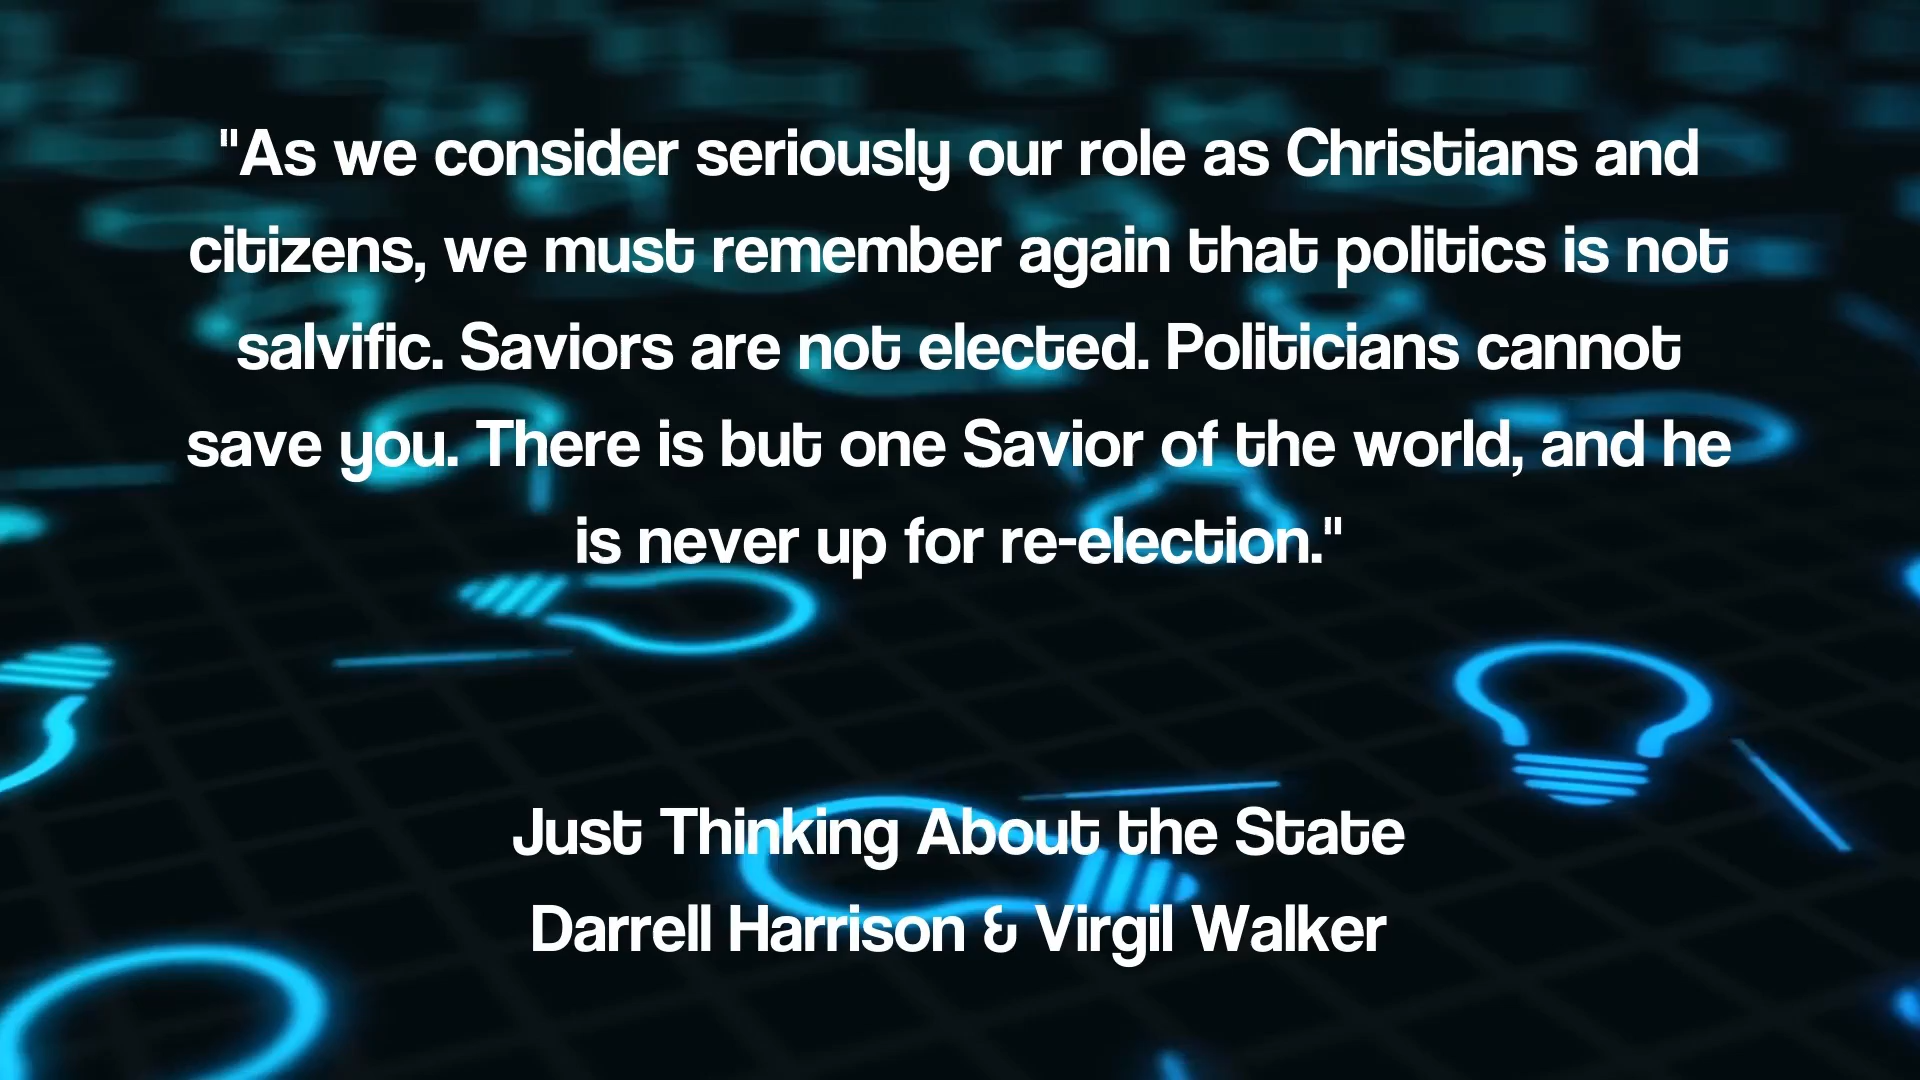 "As we consider seriously our role as Christians and
citizens, we must remember again that politics is not
salvific. Saviors are not elected. Politicians cannot
save you. There is but one Savior of the world, and he
is never up for re-election."
Just Thinking About the State
Darrell Harrison & Virgil Walker